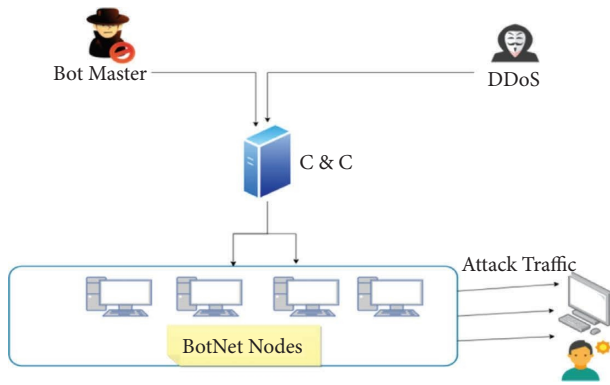 Bot Master
DDoS
C & C
Attack Traffic
BotNet Nodes